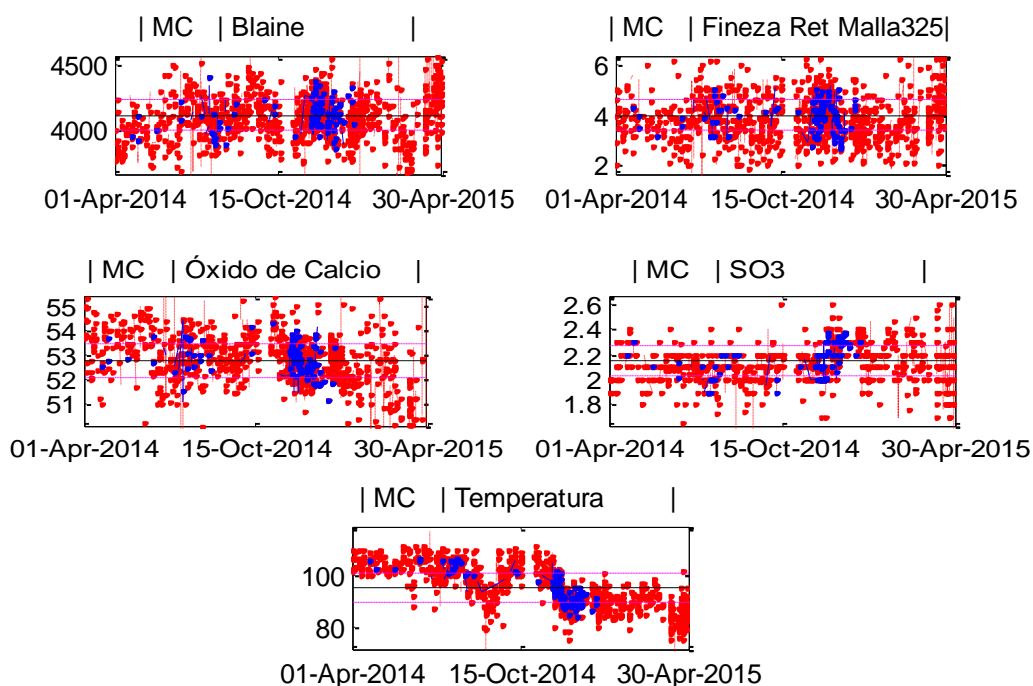 | MC | Blaine |
4500
4000
01-Apr-2014 15-Oct-2014 30-Apr-2015
| MC | Fineza Ret Malla325|
6
4
2
01-Apr-2014 15-Oct-2014 30-Apr-2015
| MC | Óxido de Calcio |
55
54
53
52
51
01-Apr-2014 15-Oct-2014 30-Apr-2015
| MC | SO3 |
2.6
2.4
2.2
2
1.8
01-Apr-2014 15-Oct-2014 30-Apr-2015
| MC | Temperatura |
100
80
01-Apr-2014 15-Oct-2014 30-Apr-2015